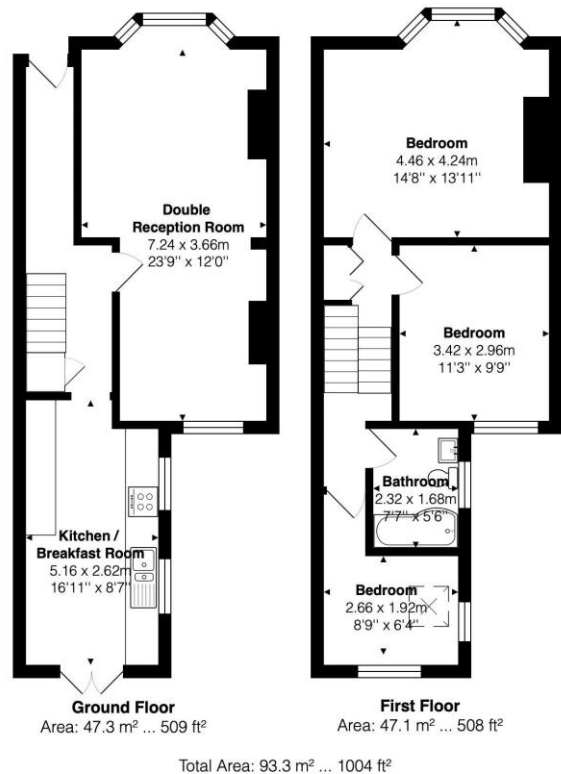 Double
Reception Room
7.24 x 3.66m
23'9" x 12'0"
Kitchen /
Breakfast Room
5.16 x 2.62m
16'11" x 8'7"
Ground Floor
Area: 47.3 m² ... 509 ft²
Bedroom
4.46 x 4.24m
14'8" x 13'11"
Bedroom
3.42 x 2.96m
11'3" x 9'9"
Bathroom
2.32 x 1.68m
7'7" x 5'6"
Bedroom
2.66 x 1.92m
8'9" x 6'4"
First Floor
Area: 47.1 m² ... 508 ft²
Total Area: 93.3 m² ... 1004 ft²